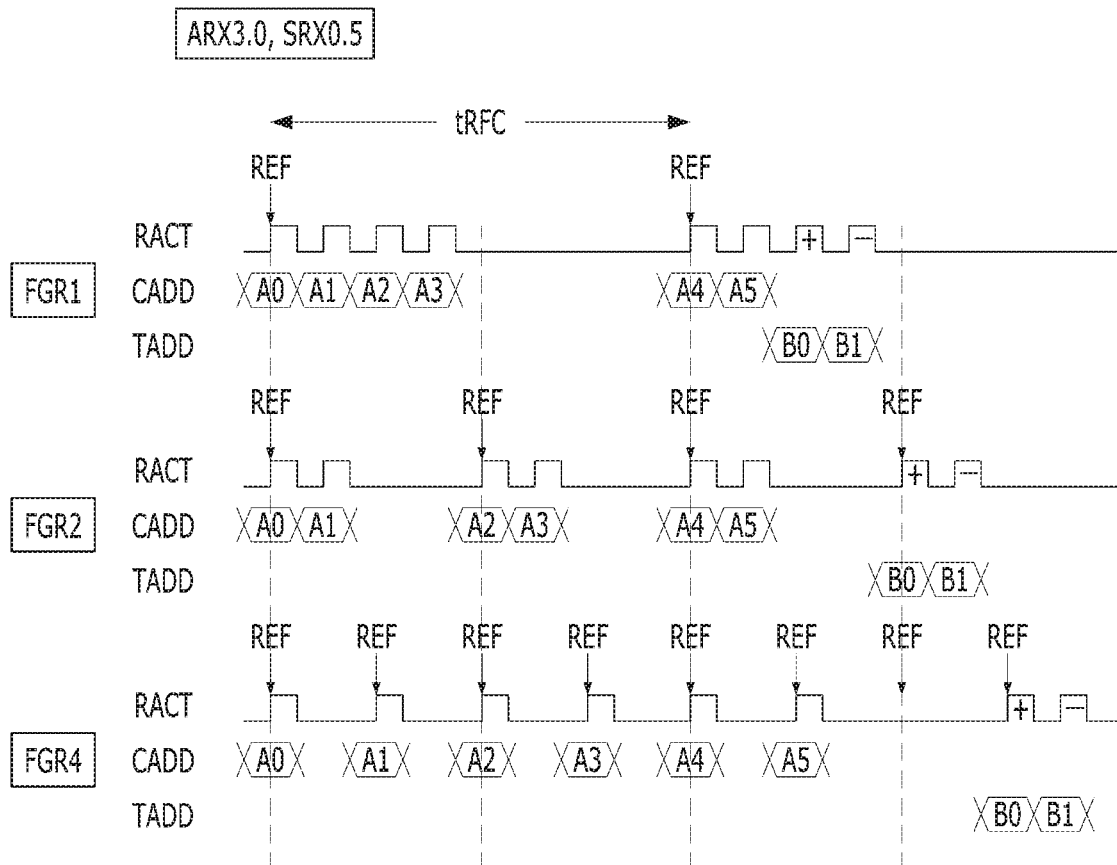 ARX3.0, SRX0.5
tRFC
REF REF
RACT + −
FGR1 CADD A0 A1 A2 A3 A4 A5
TADD B0 B1
REF REF REF REF
RACT + −
FGR2 CADD A0 A1 A2 A3 A4 A5
TADD B0 B1
REF REF REF REF REF REF REF REF
RACT + −
FGR4 CADD A0 A1 A2 A3 A4 A5
TADD B0 B1